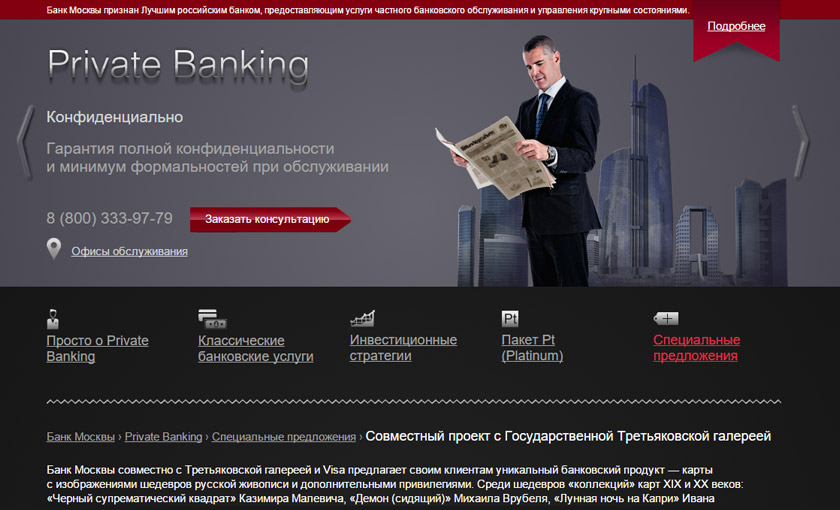 Банк Москвы признан Лучшим российским банком, предоставляющим услуги частного банковского обслуживания и управления крупными состояниями.
Подробнее
Private Banking
Конфиденциально
Гарантия полной конфиденциальности
и минимум формальностей при обслуживании
8 (800) 333-97-79
Заказать консультацию
Офисы обслуживания
Просто о Private
Banking
Классические
банковские услуги
Инвестиционные
стратегии
Pt
Пакет Pt
(Platinum)
Специальные
предложения
Банк Москвы › Private Banking › Специальные предложения › Совместный проект с Государственной Третьяковской галереей
Банк Москвы совместно с Третьяковской галереей и Visa предлагает своим клиентам уникальный банковский продукт — карты
с изображениями шедевров русской живописи и дополнительными привилегиями. Среди шедевров «коллекций» карт XIX и XX веков:
«Черный супрематический квадрат» Казимира Малевича, «Демон (сидящий)» Михаила Врубеля, «Лунная ночь на Капри» Ивана